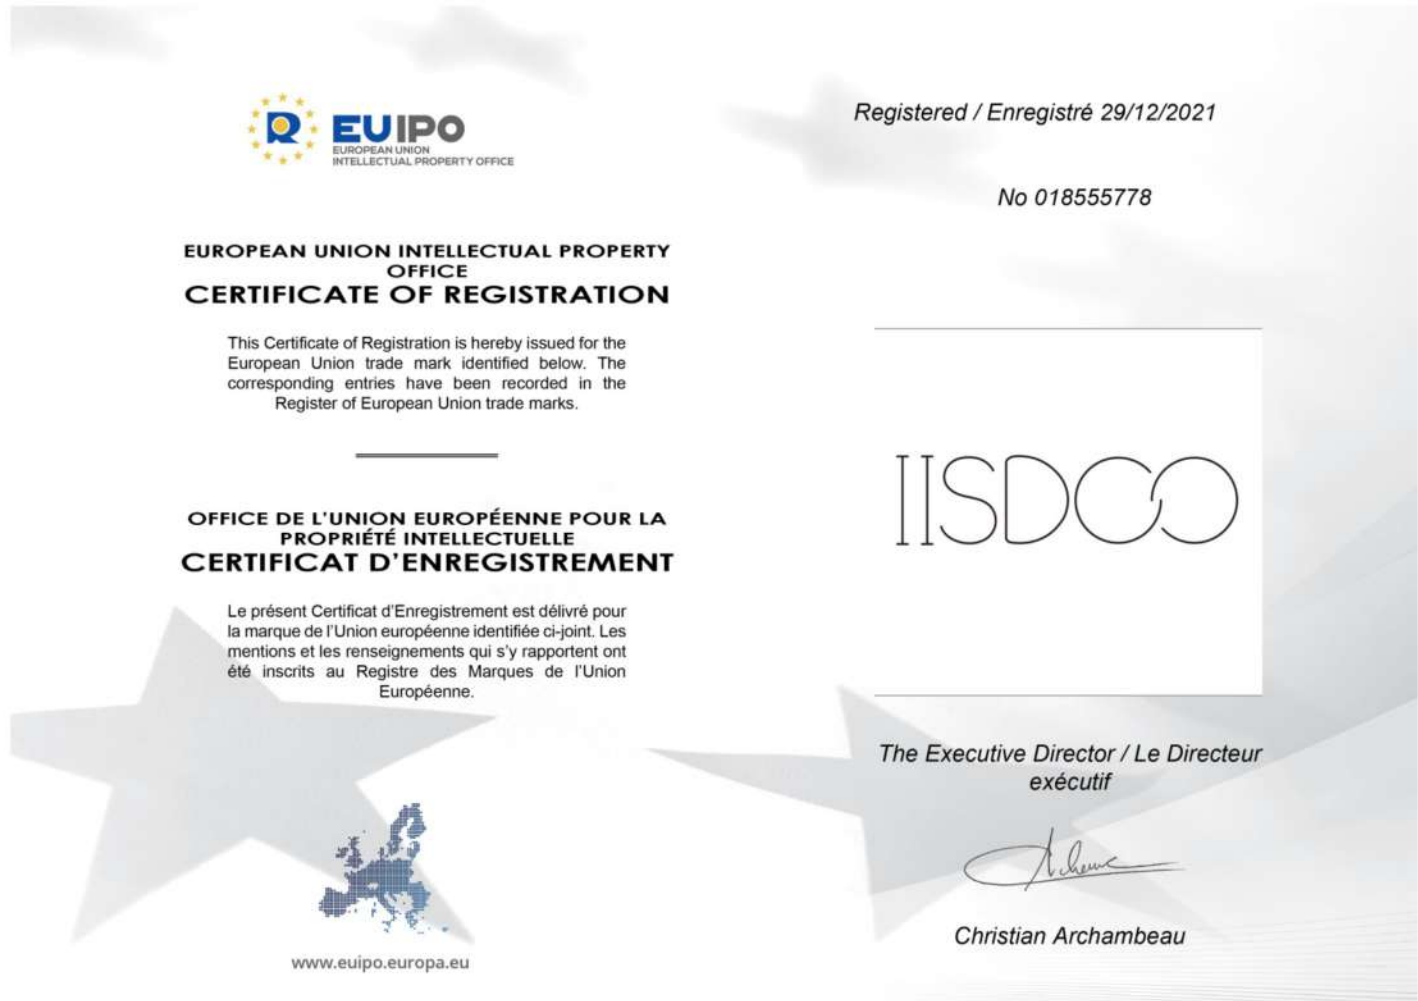 EUIPO
EUROPEAN UNION
INTELLECTUAL PROPERTY OFFICE
EUROPEAN UNION INTELLECTUAL PROPERTY
OFFICE
CERTIFICATE OF REGISTRATION
This Certificate of Registration is hereby issued for the
European Union trade mark identified below. The
corresponding entries have been recorded in the
Register of European Union trade marks.
OFFICE DE L'UNION EUROPÉENNE POUR LA
PROPRIÉTÉ INTELLECTUELLE
CERTIFICAT D'ENREGISTREMENT
Le présent Certificat d'Enregistrement est délivré pour
la marque de l'Union européenne identifiée ci-joint. Les
mentions et les renseignements qui s'y rapportent ont
été inscrits au Registre des Marques de l'Union
Européenne.
www.euipo.europa.eu
Registered / Enregistré 29/12/2021
No 018555778
IISDOO
The Executive Director / Le Directeur
exécutif
Christian Archambeau